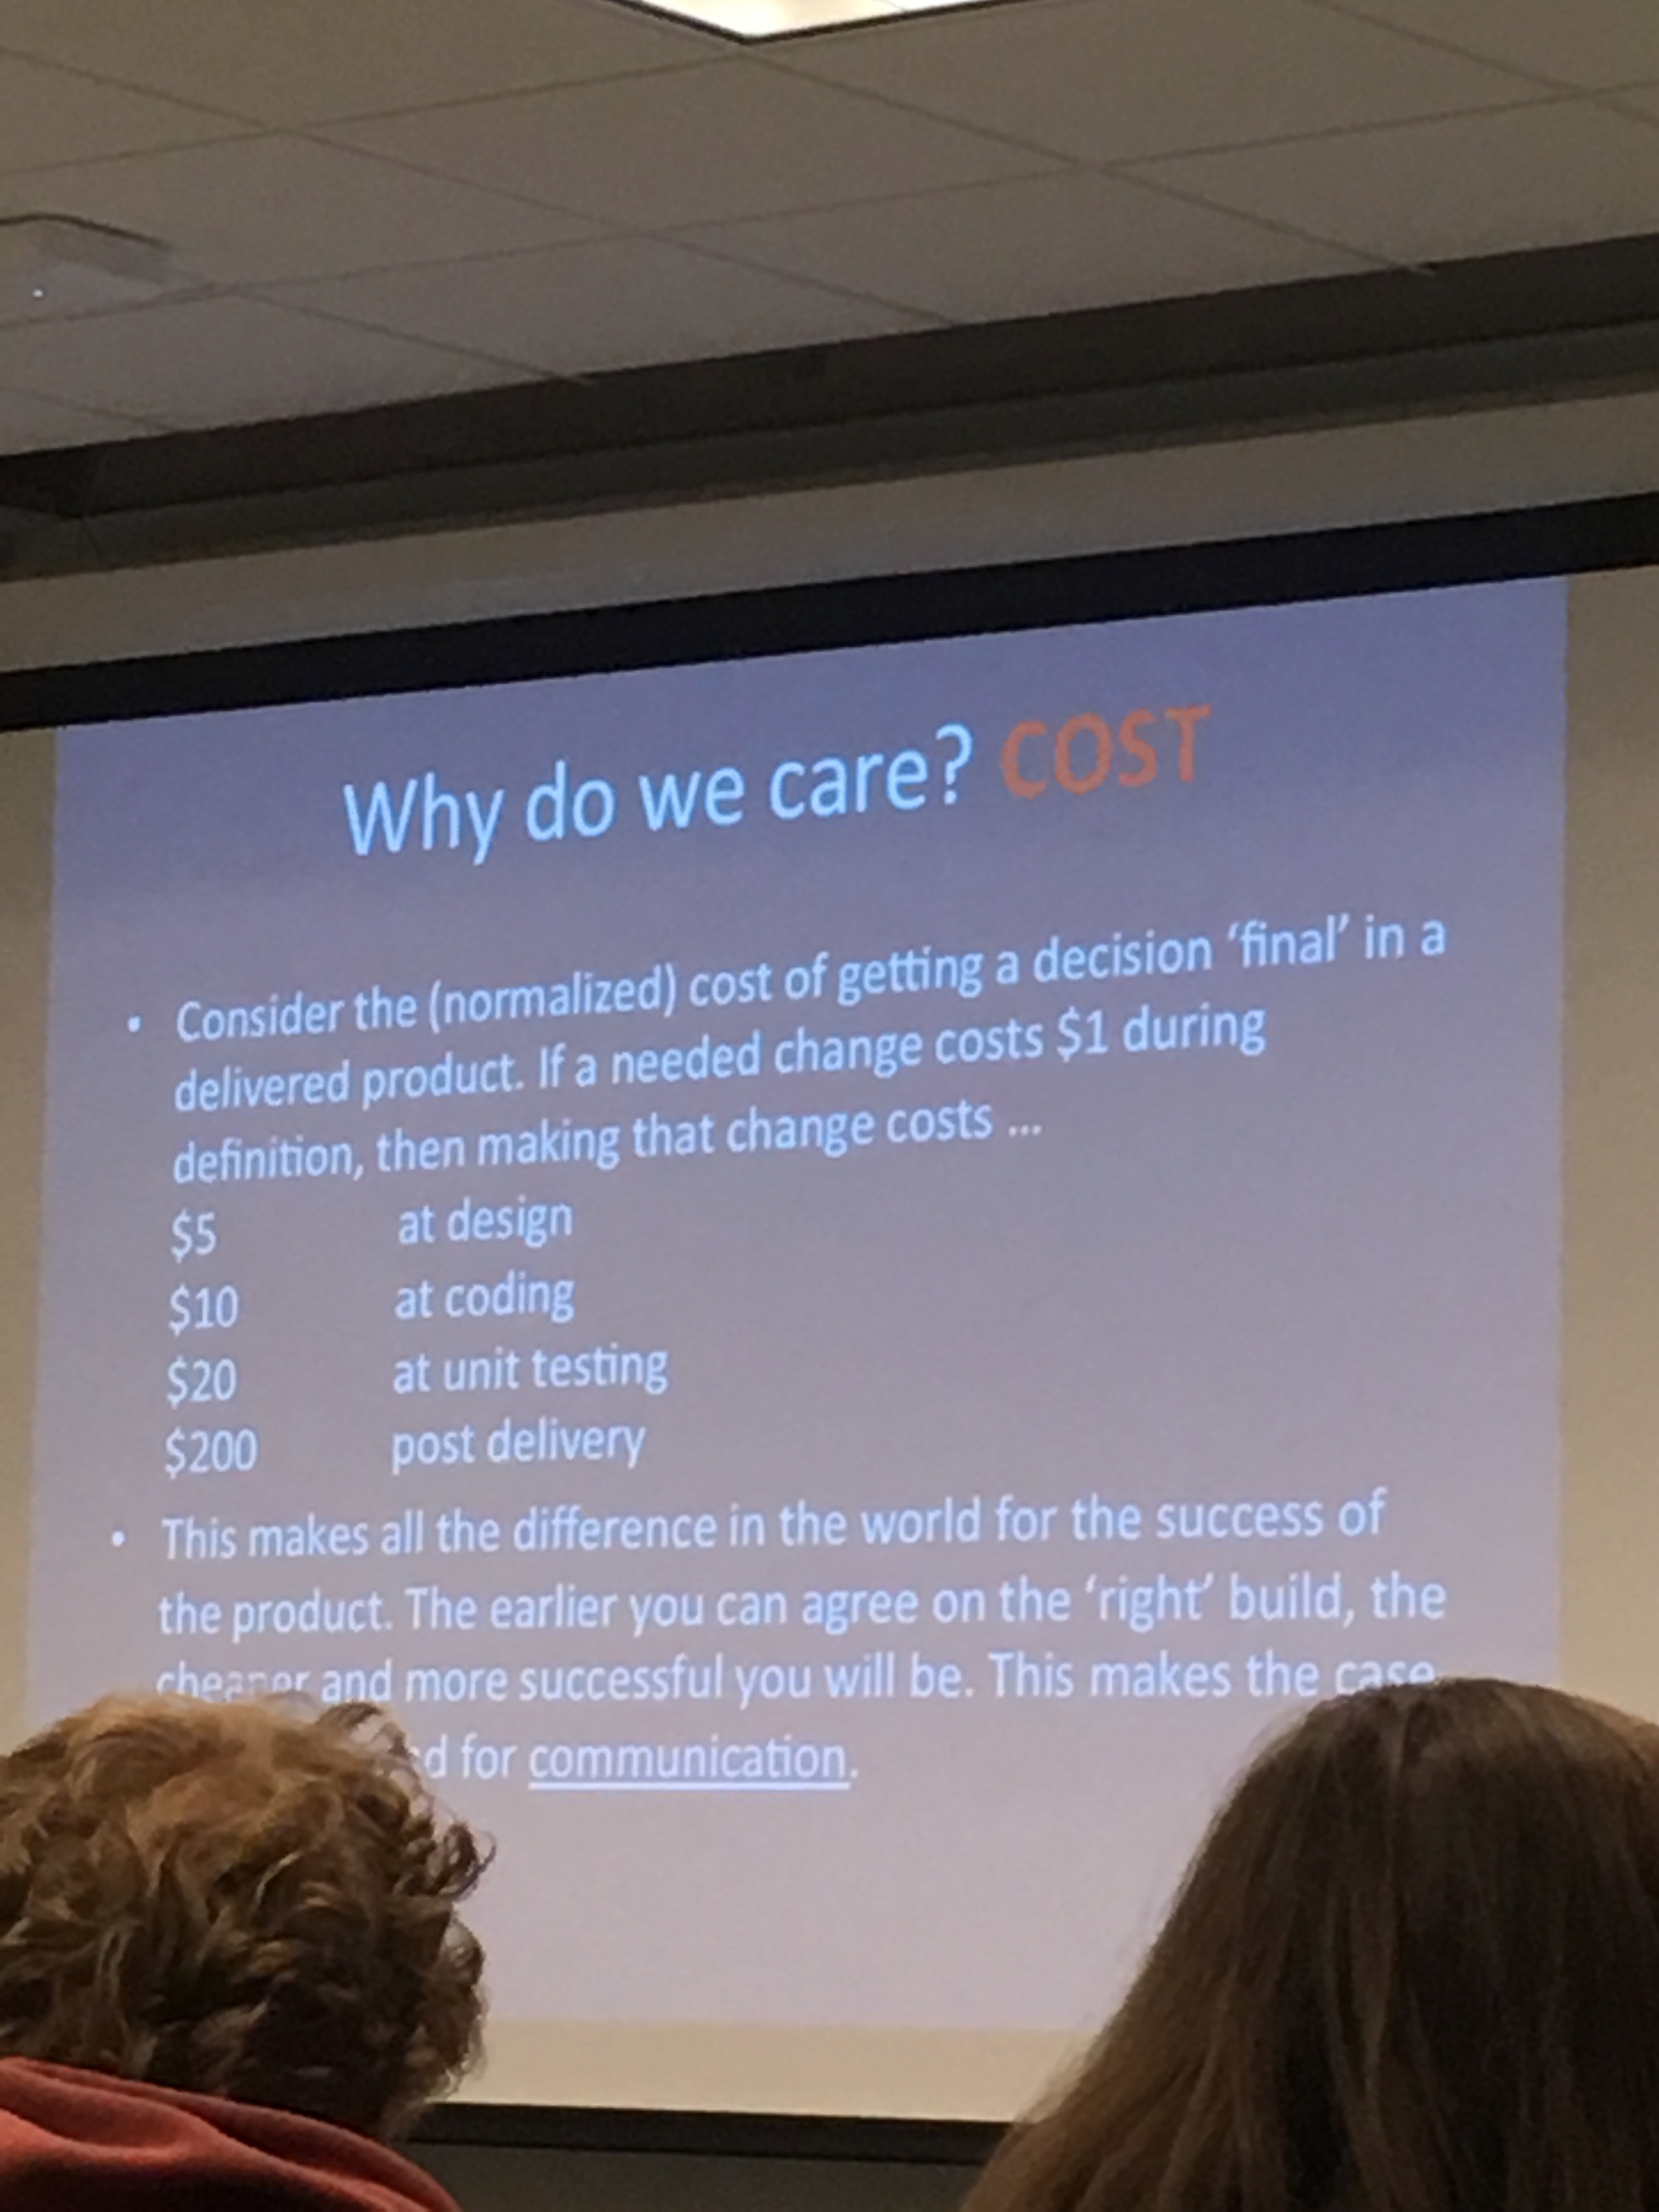 Why do we care? COST
• Consider the (normalized) cost of getting a decision ‘final’ in a
delivered product. If a needed change costs $1 during
definition, then making that change costs ...
$5 at design
$10 at coding
$20 at unit testing
$200 post delivery
• This makes all the difference in the world for the success of
the product. The earlier you can agree on the ‘right’ build, the
cheaper and more successful you will be. This makes the case
for communication.